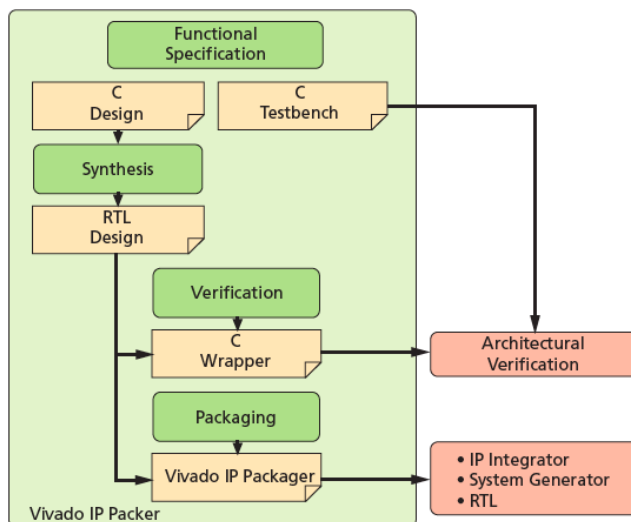 Functional
Specification
C
Design
C
Testbench
Synthesis
RTL
Design
Verification
C
Wrapper
Architectural
Verification
Packaging
Vivado IP Packager
• IP Integrator
• System Generator
• RTL
Vivado IP Packer